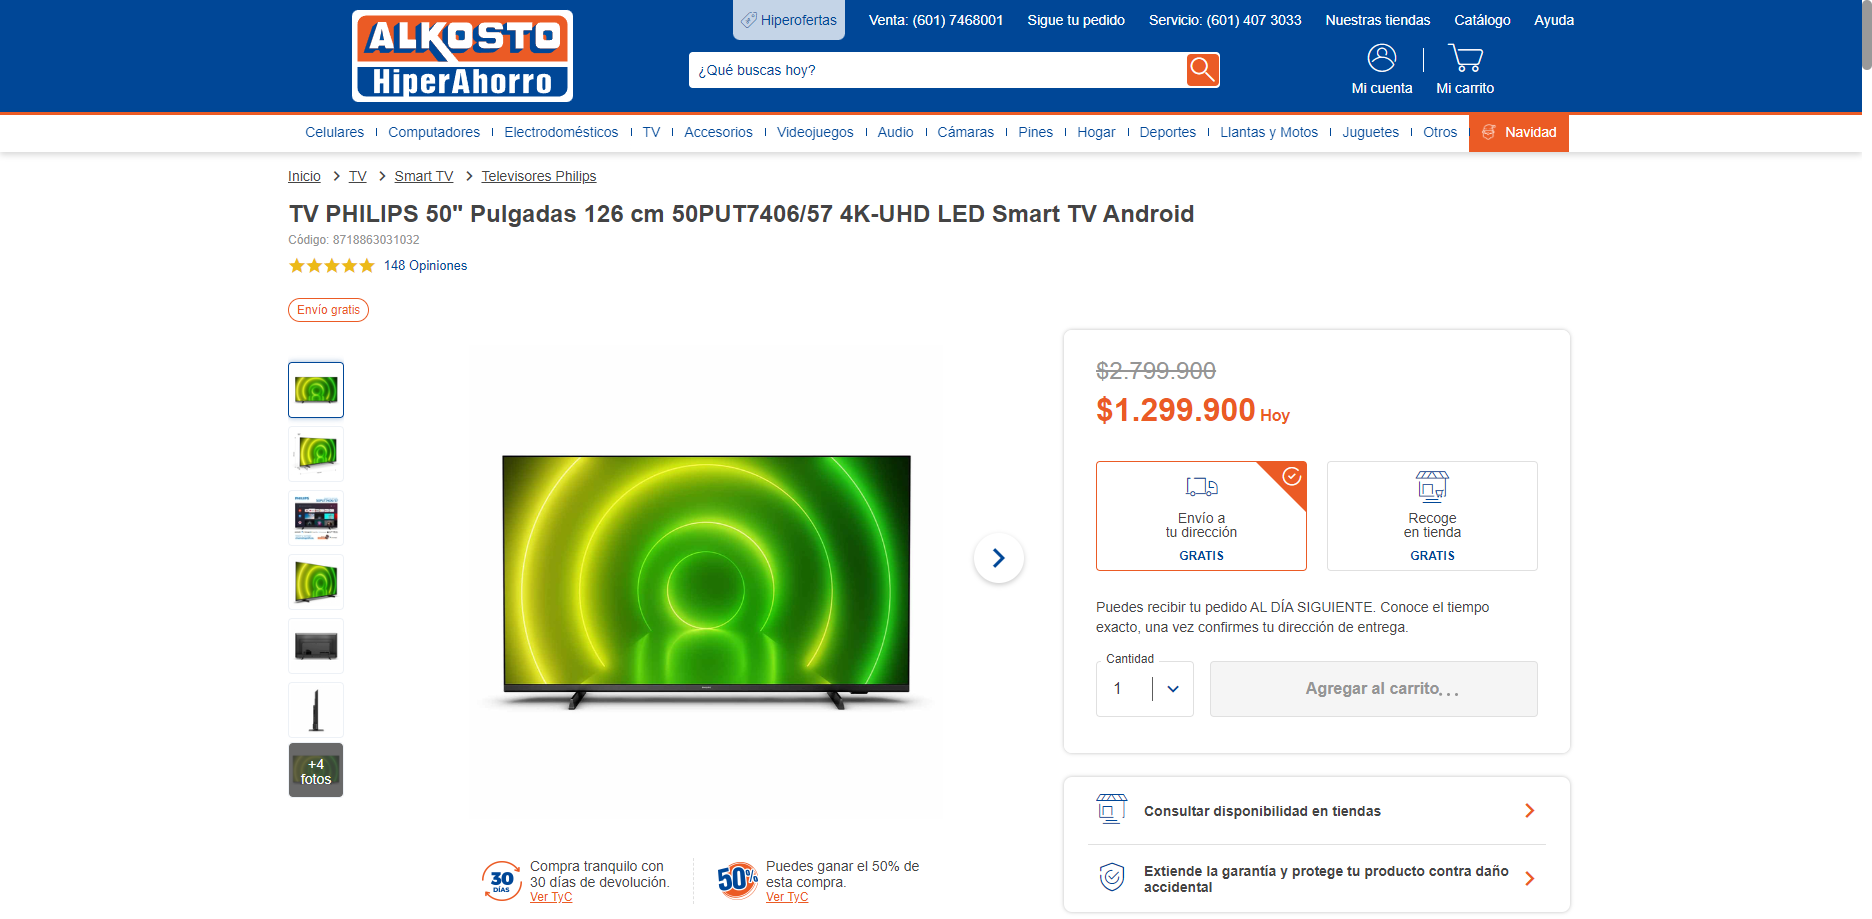 ALKOSTO
HiperAhorro
Hiperofertas
Venta: (601) 7468001
Sigue tu pedido
Servicio: (601) 407 3033
Nuestras tiendas
Catálogo
Ayuda
¿Qué buscas hoy?
Mi cuenta
Mi carrito
Celulares
Computadores
Electrodomésticos
TV
Accesorios
Videojuegos
Audio
Cámaras
Pines
Hogar
Deportes
Llantas y Motos
Juguetes
Otros
Navidad
Inicio > TV > Smart TV > Televisores Philips
TV PHILIPS 50" Pulgadas 126 cm 50PUT7406/57 4K-UHD LED Smart TV Android
Código: 8718863031032
148 Opiniones
Envío gratis
+4
fotos
$2.799.900
$1.299.900 Hoy
Envío a
tu dirección
GRATIS
Recoge
en tienda
GRATIS
Puedes recibir tu pedido AL DÍA SIGUIENTE. Conoce el tiempo
exacto, una vez confirmes tu dirección de entrega.
Cantidad
1
Agregar al carrito...
Consultar disponibilidad en tiendas
Extiende la garantía y protege tu producto contra daño
accidental
30
DÍAS
Compra tranquilo con
30 días de devolución.
Ver TyC
50%
Puedes ganar el 50% de
esta compra.
Ver TyC